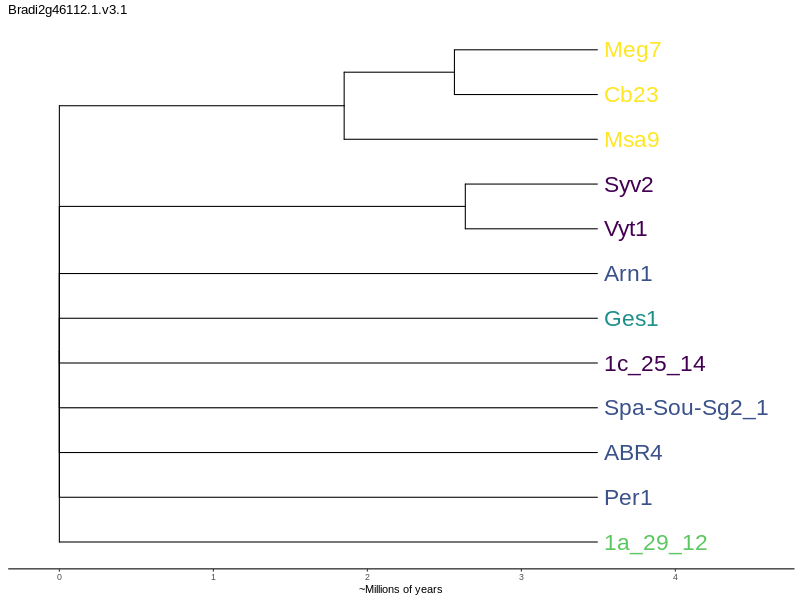 Bradi2g46112.1.v3.1
Meg7
Cb23
Msa9
Syv2
Vyt1
Arn1
Ges1
1c_25_14
Spa-Sou-Sg2_1
ABR4
Per1
1a_29_12
0 1 2 3 4
~Millions of years